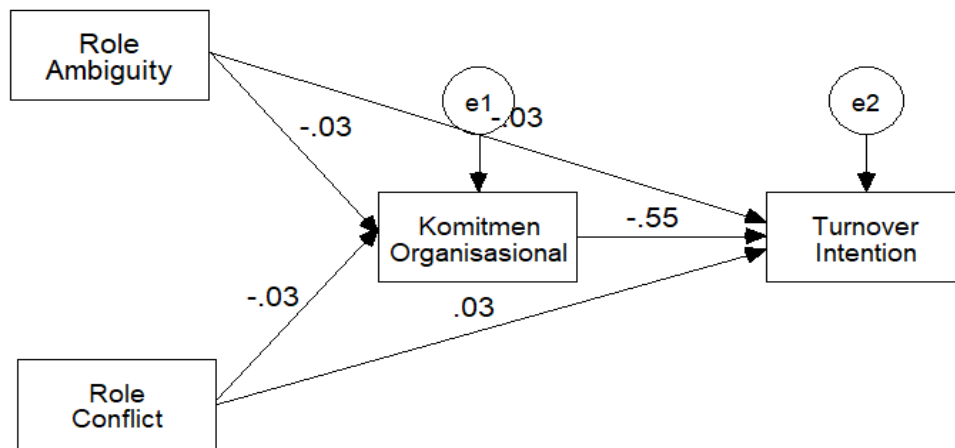 Role
Ambiguity
e1
e2
-.03
-.03
Komitmen
Organisasional
-.55
Turnover
Intention
-.03
.03
Role
Conflict